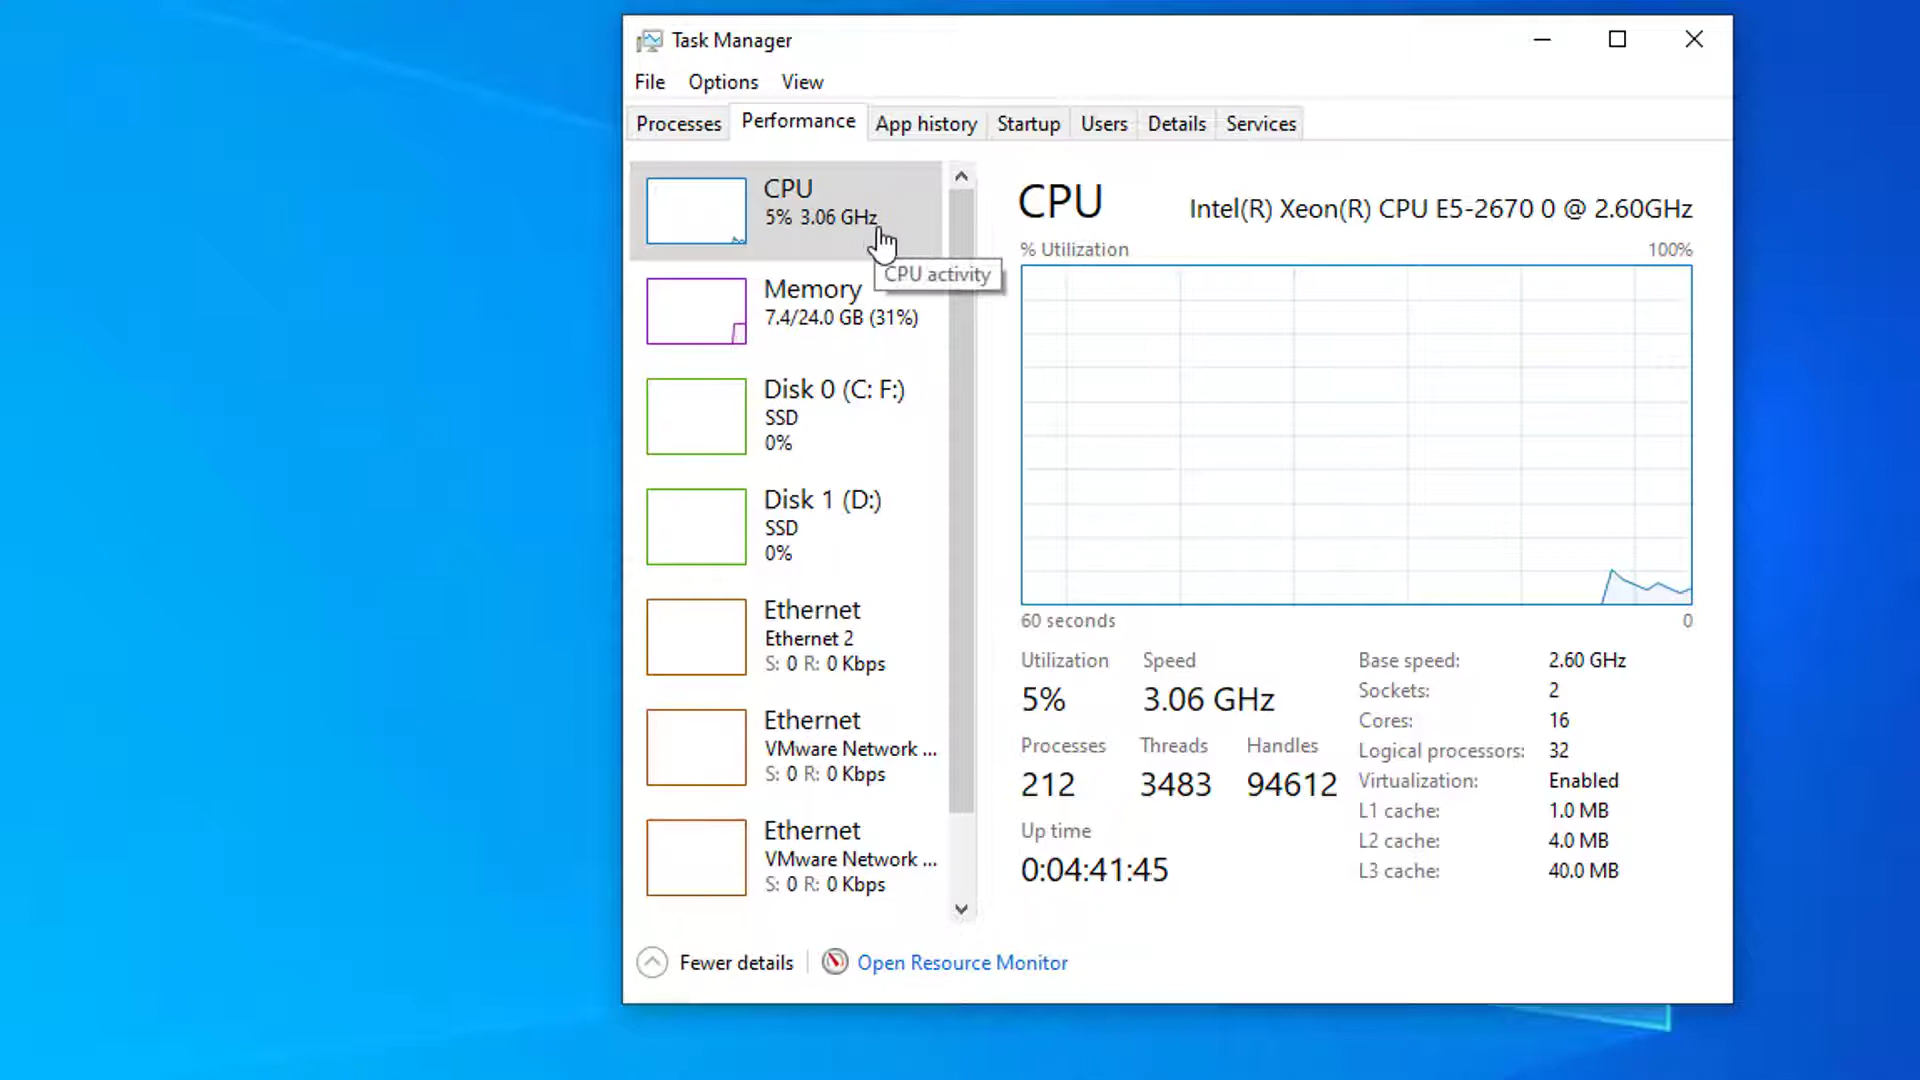 Task Manager
File Options View
Processes Performance App history Startup Users Details Services
CPU
5% 3.06 GHz
CPU activity
Memory
7.4/24.0 GB (31%)
Disk 0 (C: F:)
SSD
0%
Disk 1 (D:)
SSD
0%
Ethernet
Ethernet 2
S: 0 R: 0 Kbps
Ethernet
VMware Network ...
S: 0 R: 0 Kbps
Ethernet
VMware Network ...
S: 0 R: 0 Kbps
CPU Intel(R) Xeon(R) CPU E5-2670 0 @ 2.60GHz
% Utilization 100%
60 seconds 0
Utilization Speed
5% 3.06 GHz
Processes Threads Handles
212 3483 94612
Up time
0:04:41:45
Base speed: 2.60 GHz
Sockets: 2
Cores: 16
Logical processors: 32
Virtualization: Enabled
L1 cache: 1.0 MB
L2 cache: 4.0 MB
L3 cache: 40.0 MB
Fewer details Open Resource Monitor